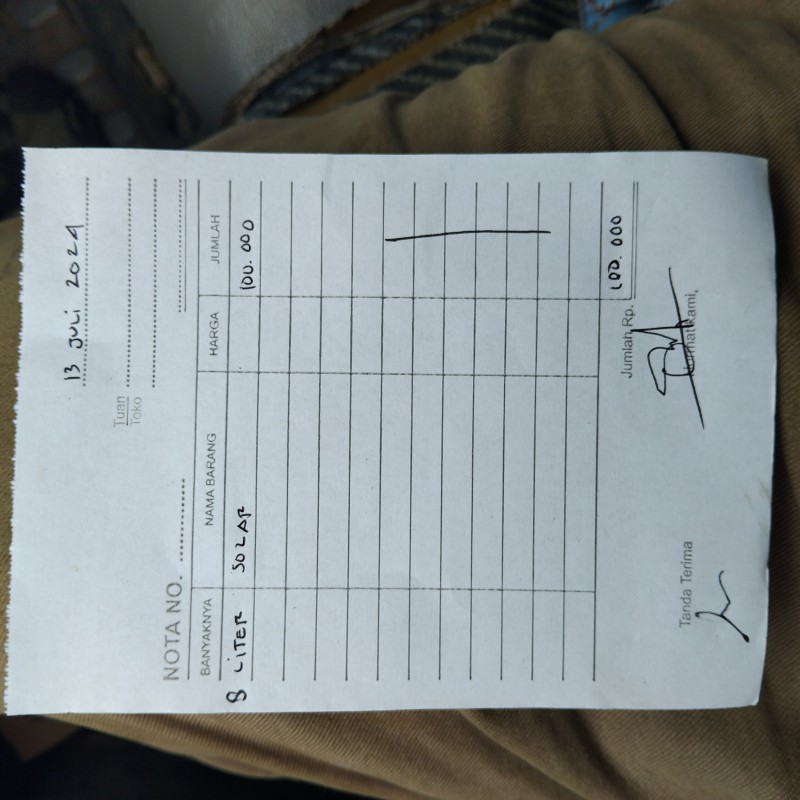 13 Juli 2024
Tuan
Toko
NOTA NO. ............
BANYAKNYA NAMA BARANG HARGA JUMLAH
8 LiTER SOLAR 100.000
Jumlah Rp. 100.000
Tanda Terima Hormat kami,